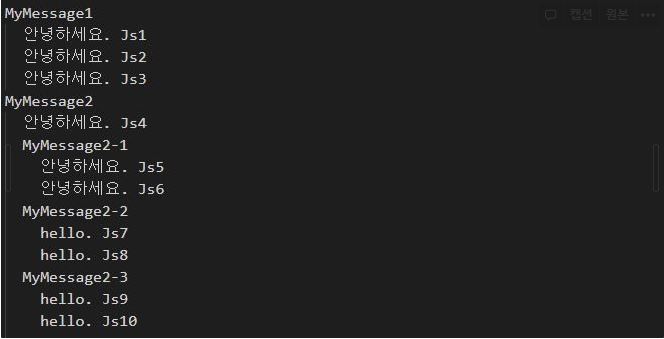 MyMessage1
안녕하세요. Js1
안녕하세요. Js2
안녕하세요. Js3
MyMessage2
안녕하세요. Js4
MyMessage2-1
안녕하세요. Js5
안녕하세요. Js6
MyMessage2-2
hello. Js7
hello. Js8
MyMessage2-3
hello. Js9
hello. Js10
캡션 원본